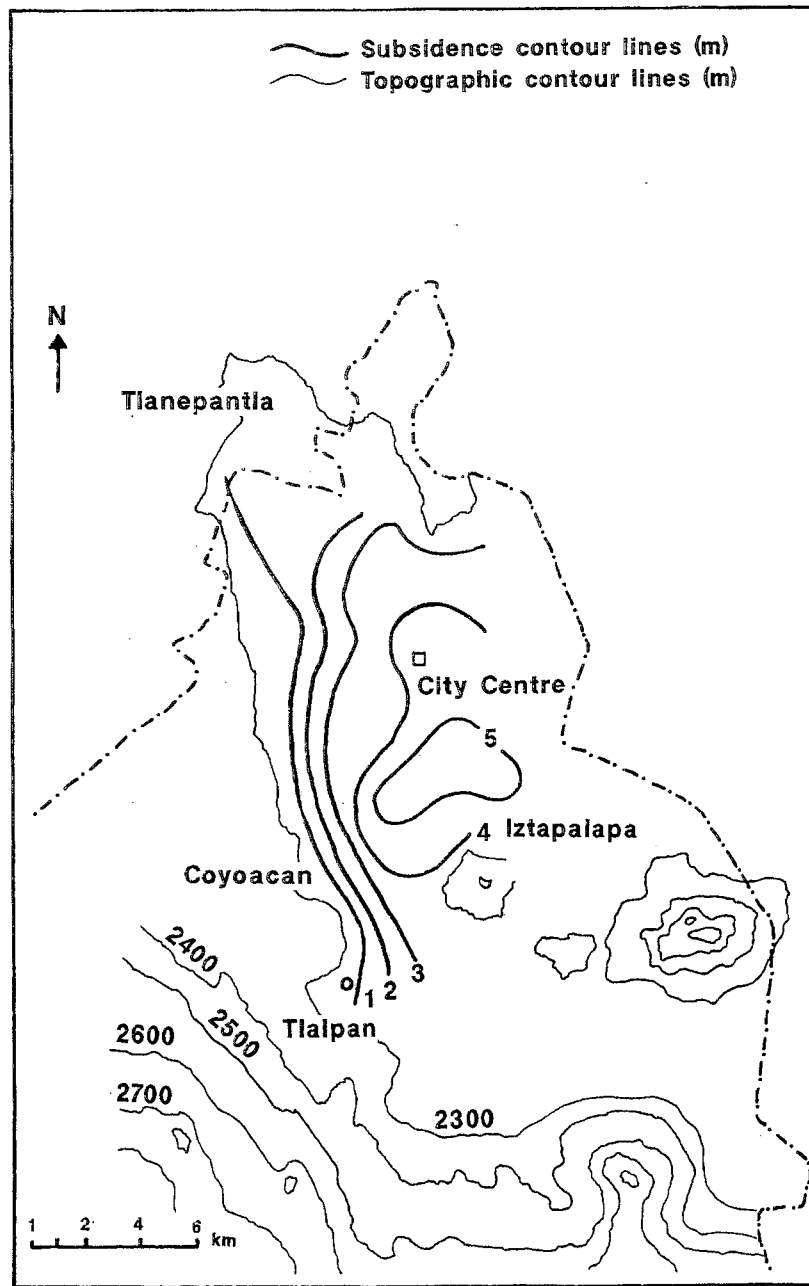 Subsidence contour lines (m)
Topographic contour lines (m)
N
Tlanepantla
City Centre
5
4 Iztapalapa
Coyoacan
2400
3
2
1
Tlalpan
2500
2600
2700
2300
1 2 4 6
km